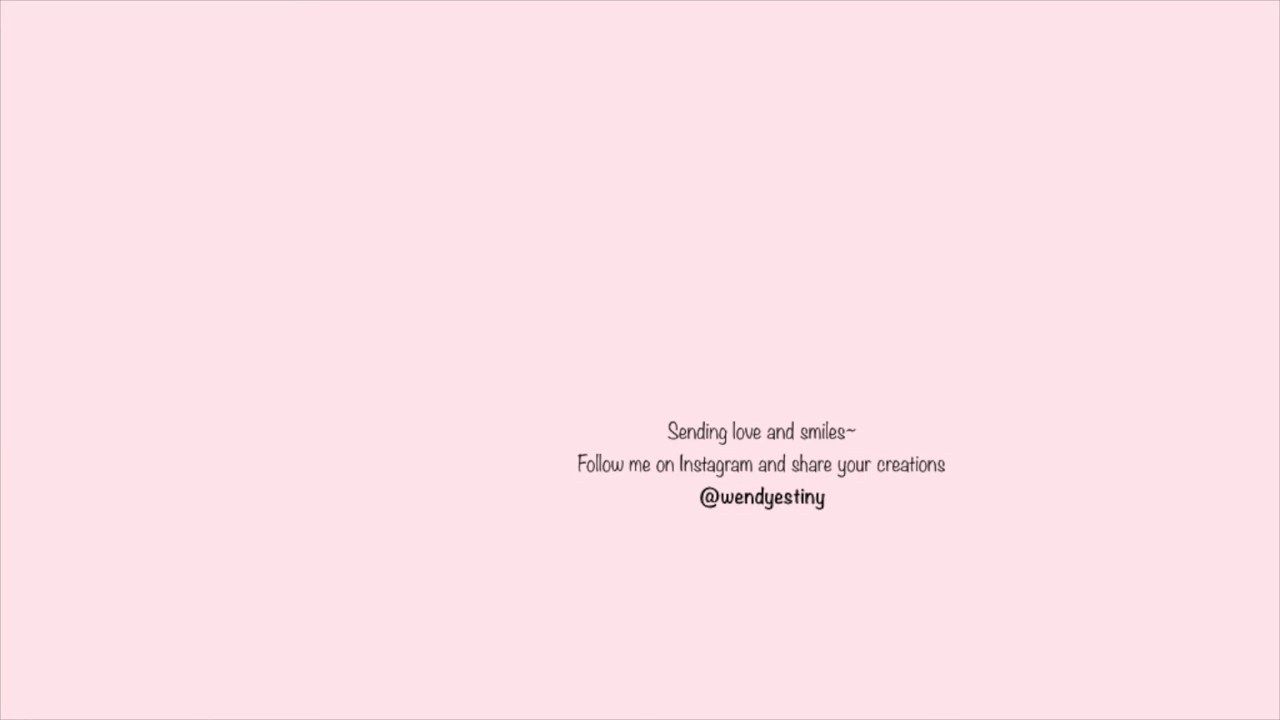 Sending love and smiles~
Follow me on Instagram and share your creations
@wendyestiny